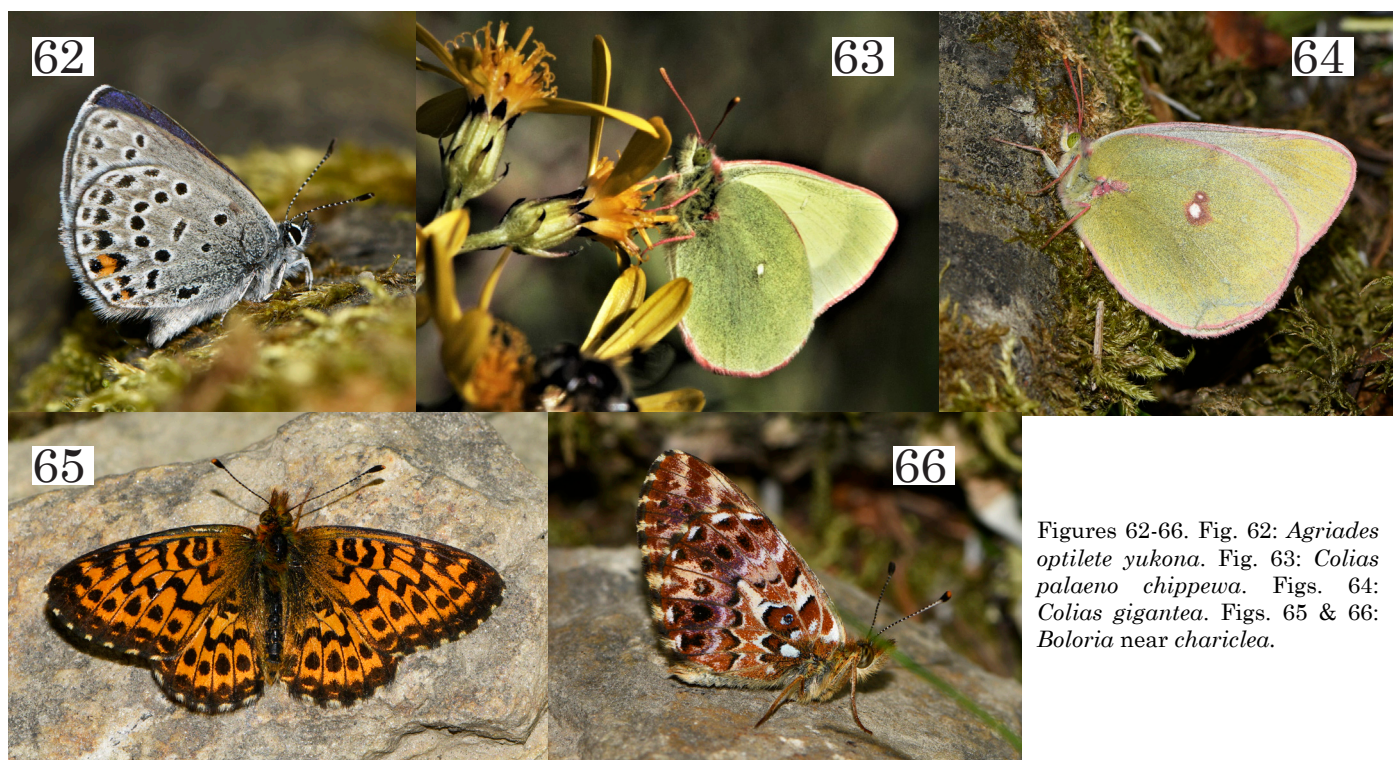 62
63
64
65
66
Figures 62-66. Fig. 62: Agriades
optilete yukona. Fig. 63: Colias
palaeno chippewa. Figs. 64:
Colias gigantea. Figs. 65 & 66:
Boloria near chariclea.